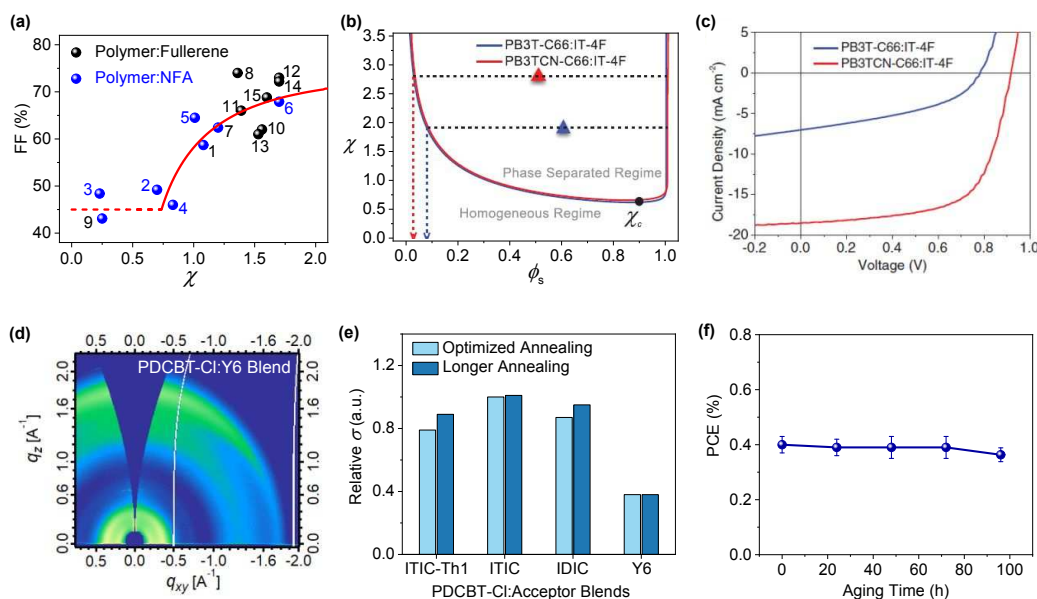 (a)
Polymer:Fullerene
Polymer:NFA
80
70
60
50
40
FF (%)
0.0 0.5 1.0 1.5 2.0
χ
1
2
3
4
5
6
7
8
9
10
11
12
13
14
15
(b)
PB3T-C66:IT-4F
PB3TCN-C66:IT-4F
3.5
3.0
2.5
2.0
1.5
1.0
0.5
0.0
χ
Phase Separated Regime
Homogeneous Regime
χc
0.0 0.2 0.4 0.6 0.8 1.0
ϕs
(c)
PB3T-C66:IT-4F
PB3TCN-C66:IT-4F
5
0
-5
-10
-15
-20
Current Density (mA cm-2)
-0.2 0.0 0.2 0.4 0.6 0.8 1.0
Voltage (V)
(d)
0.5 0.0 -0.5 -1.0 -2.0
PDCBT-Cl:Y6 Blend
2.0
1.6
1.0
0.6
0.0
qz [A-1]
2.0
1.6
1.0
0.6
0.0
0.5 0.0 -0.5 -1.0 -2.0
qxy [A-1]
(e)
Optimized Annealing
Longer Annealing
1.2
0.8
0.4
0.0
Relative σ (a.u.)
ITIC-Th1 ITIC IDIC Y6
PDCBT-Cl:Acceptor Blends
(f)
0.8
0.6
0.4
0.2
0.0
PCE (%)
0 20 40 60 80 100
Aging Time (h)